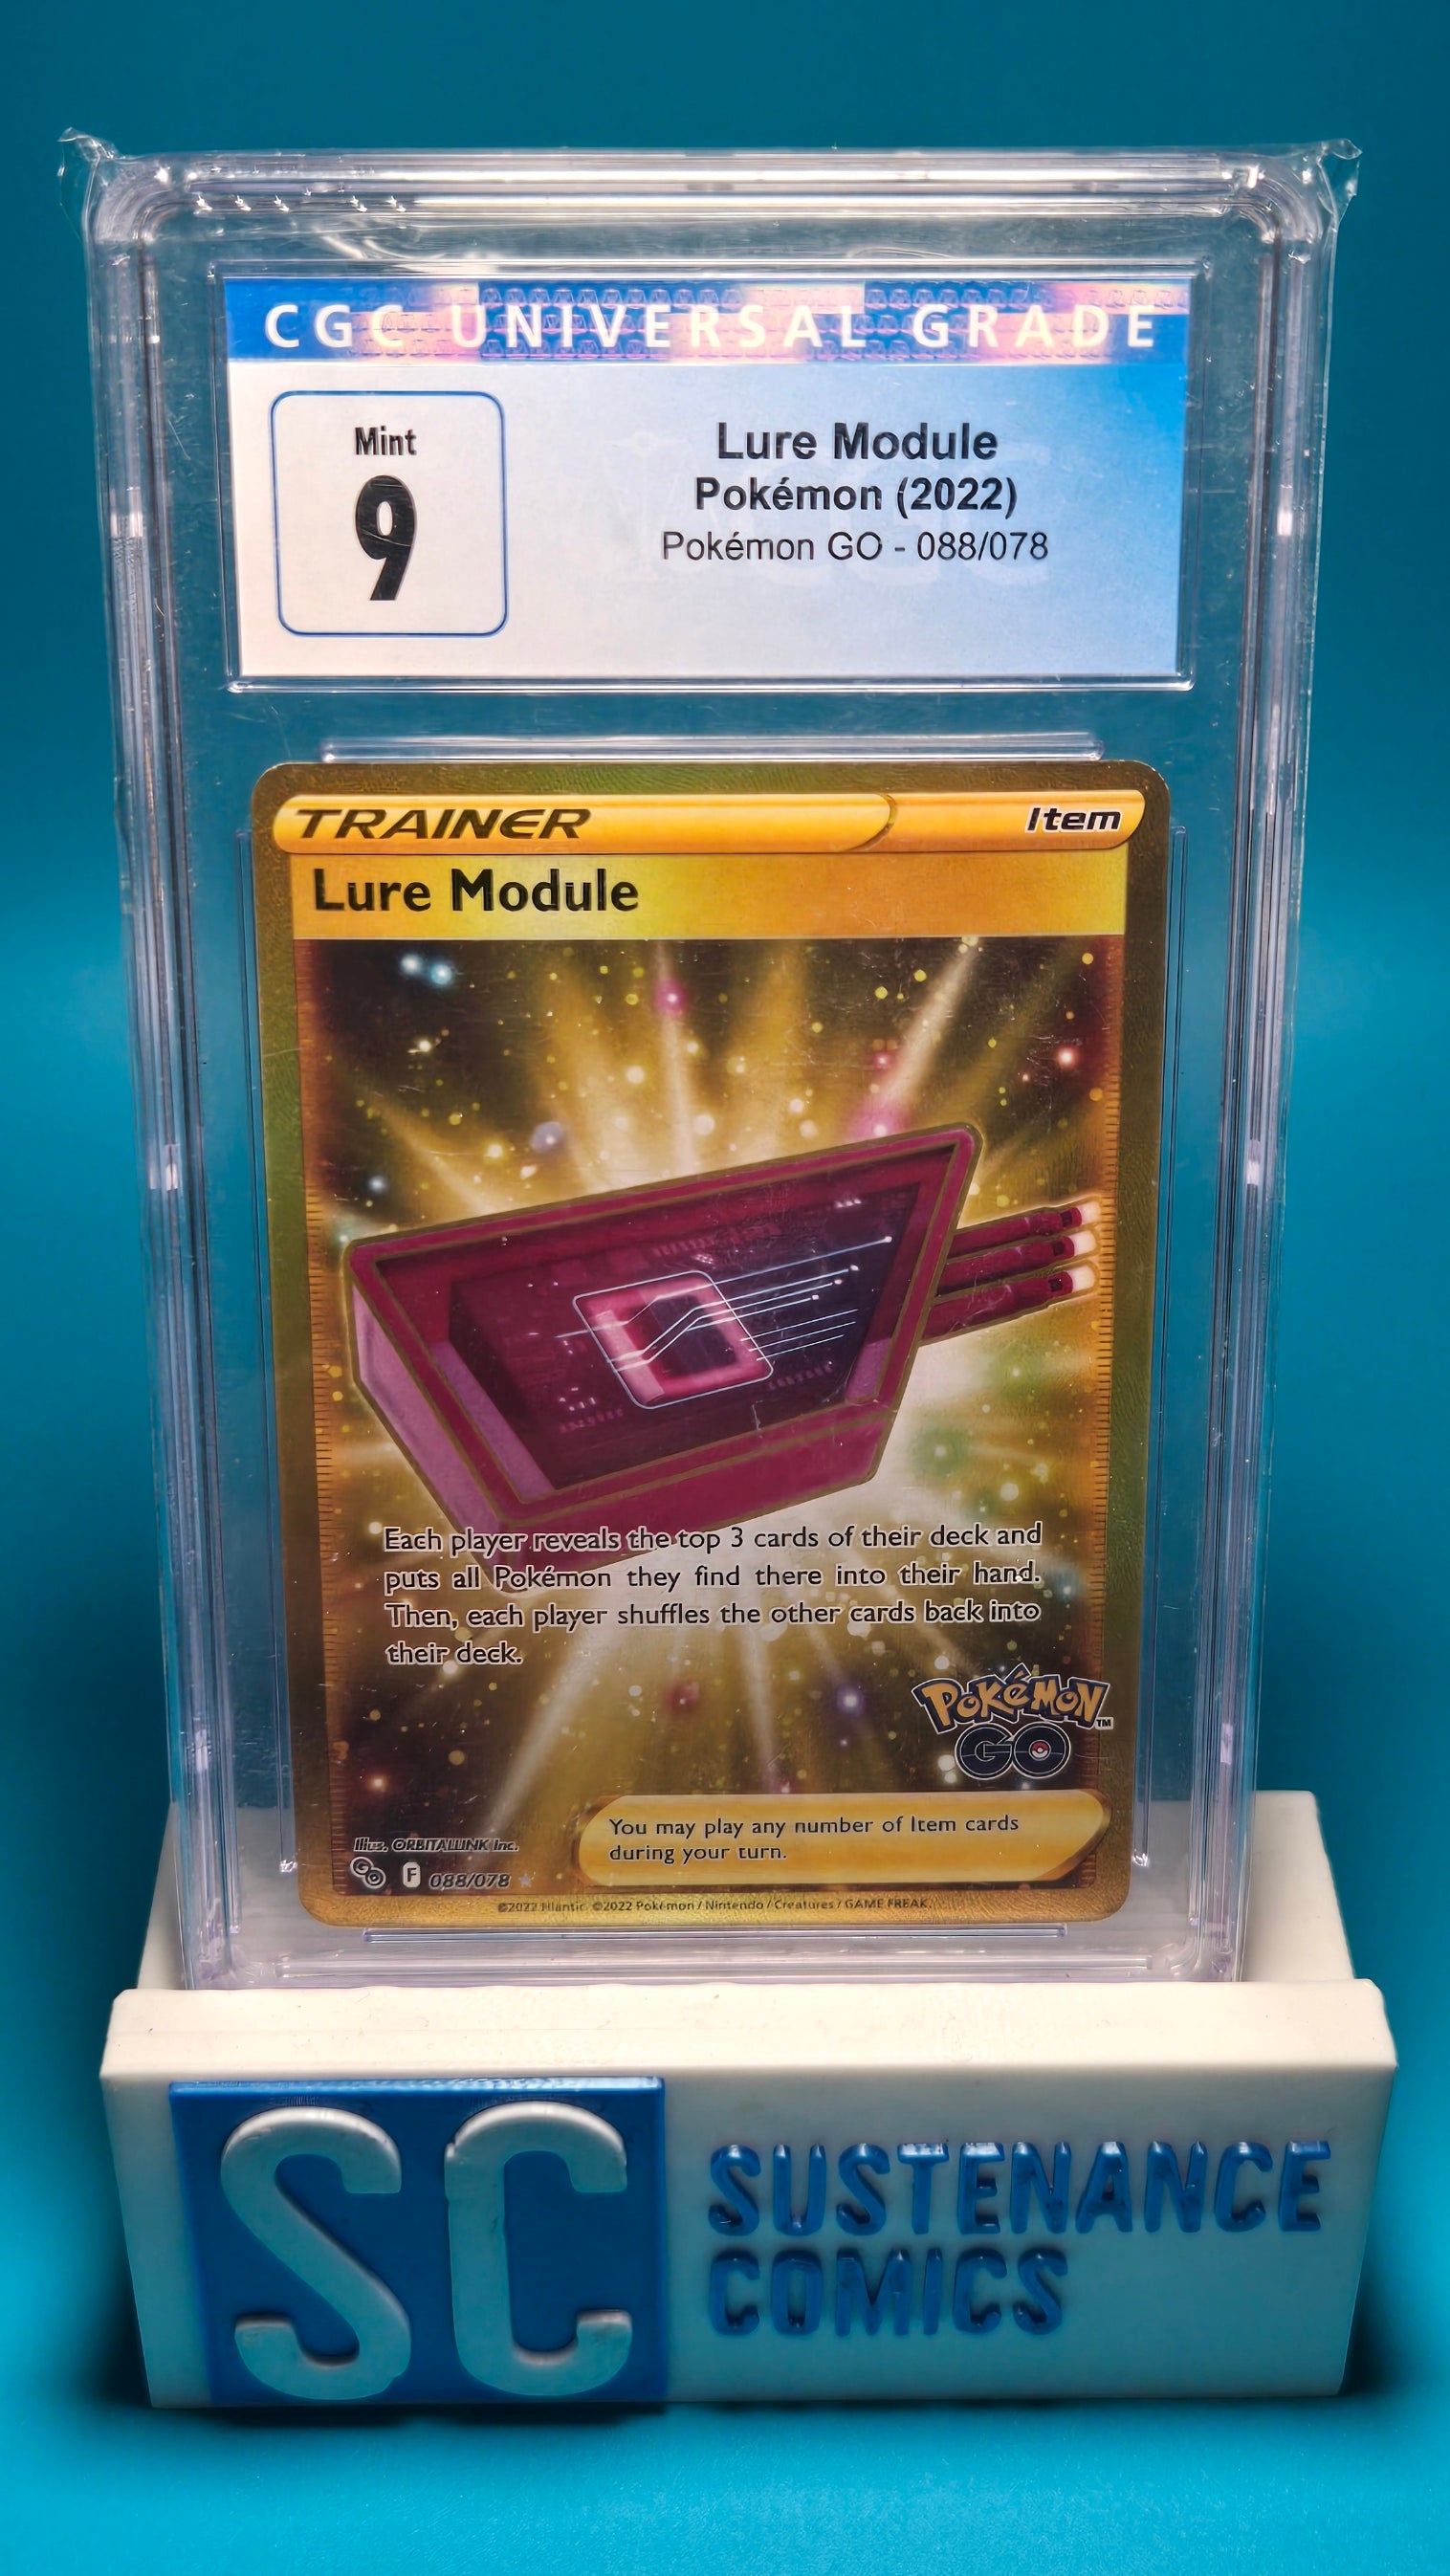 CGC UNIVERSAL GRADE
Mint
9
Lure Module
Pokémon (2022)
Pokémon GO - 088/078
TRAINER
Item
Lure Module
Each player reveals the top 3 cards of their deck and
puts all Pokémon they find there into their hand.
Then, each player shuffles the other cards back into
their deck.
POKéMON™
GO
You may play any number of Item cards
during your turn.
Illus. ORBITALLINK Inc.
GO F 088/078
©2022 Niantic. ©2022 Pokémon / Nintendo / Creatures / GAME FREAK.
SC
SUSTENANCE
COMICS